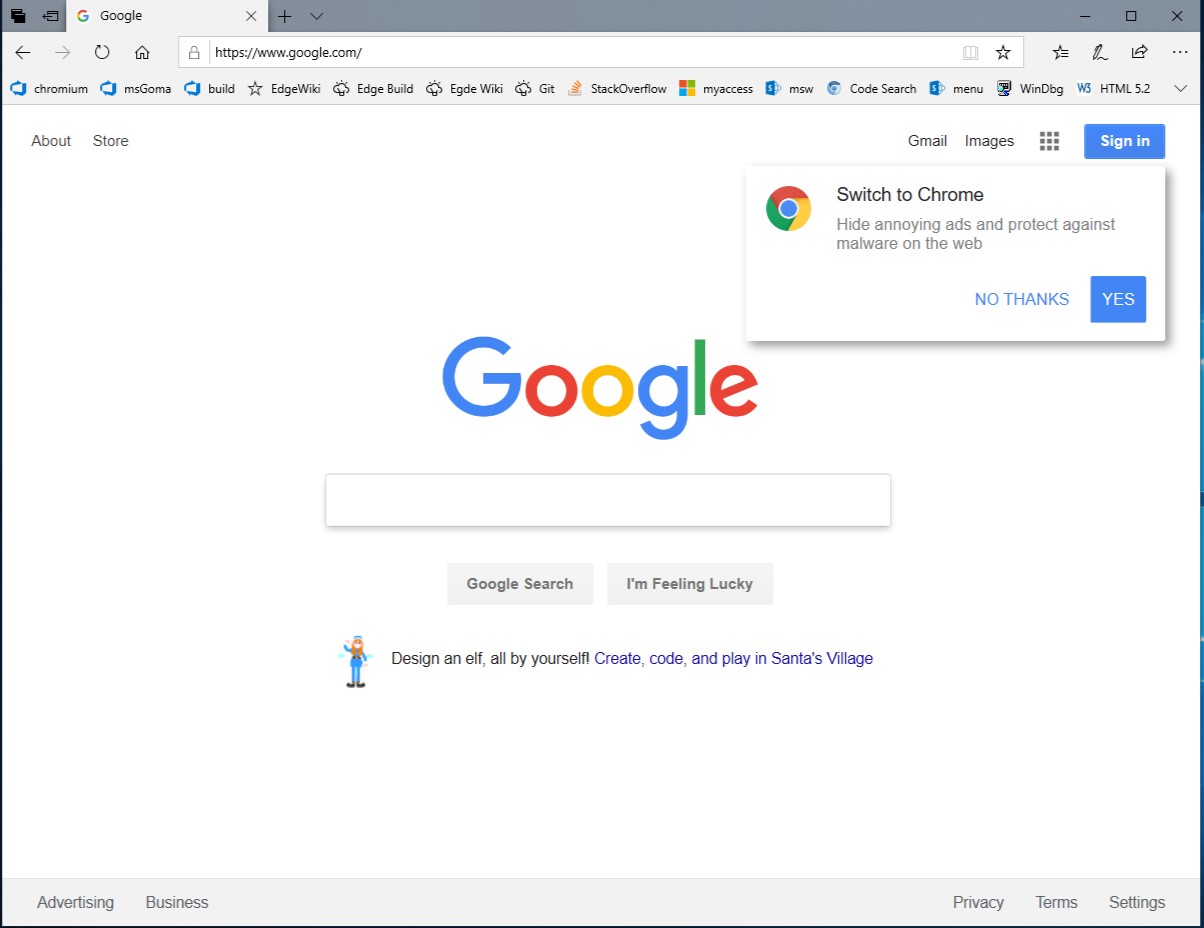 Google
https://www.google.com/
chromium msGoma build EdgeWiki Edge Build Egde Wiki Git StackOverflow myaccess msw Code Search menu WinDbg W3 HTML 5.2
About Store Gmail Images Sign in
Switch to Chrome
Hide annoying ads and protect against
malware on the web
NO THANKS YES
Google
Google Search I'm Feeling Lucky
Design an elf, all by yourself! Create, code, and play in Santa's Village
Advertising Business Privacy Terms Settings